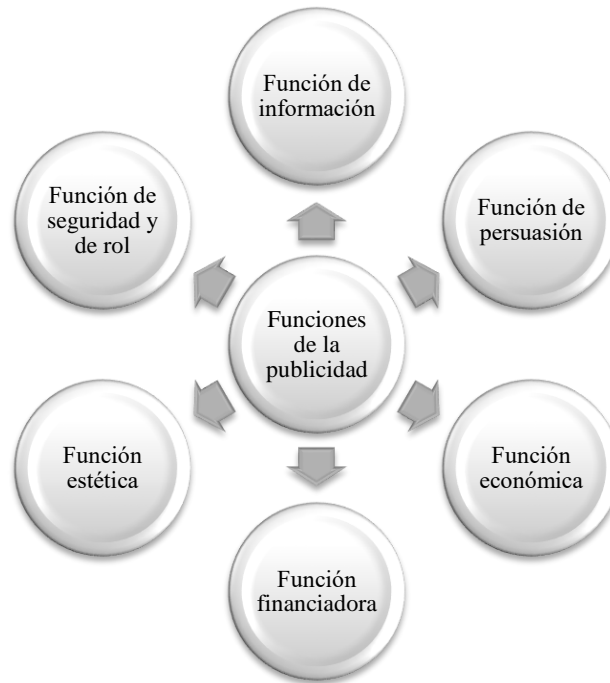 Función de
información
Función de
seguridad y
de rol
Función de
persuasión
Funciones
de la
publicidad
Función
estética
Función
económica
Función
financiadora